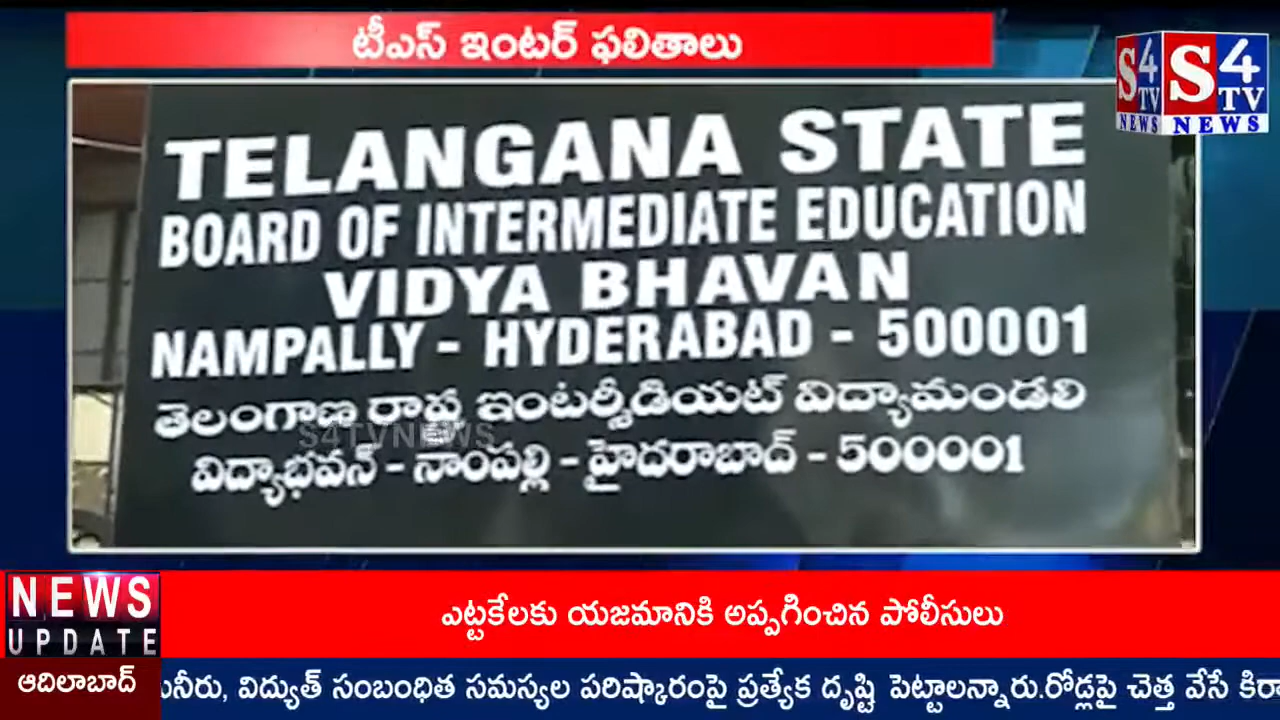 టీఎస్ ఇంటర్ ఫలితాలు
S4 TV NEWS
S4 TV NEWS
TELANGANA STATE
BOARD OF INTERMEDIATE EDUCATION
VIDYA BHAVAN
NAMPALLY - HYDERABAD - 500001
తెలంగాణ రాష్ట్ర ఇంటర్మీడియట్ విద్యామండలి
S4TVNEWS
విద్యాభవన్ - నాంపల్లి - హైదరాబాద్ - 500001
NEWS
UPDATE
ఎట్టకేలకు యజమానికి అప్పగించిన పోలీసులు
ఆదిలాబాద్
విద్యుత్ సంబంధిత సమస్యల పరిష్కారంపై ప్రత్యేక దృష్టి పెట్టాలన్నారు.రోడ్లపై చెత్త వేసే